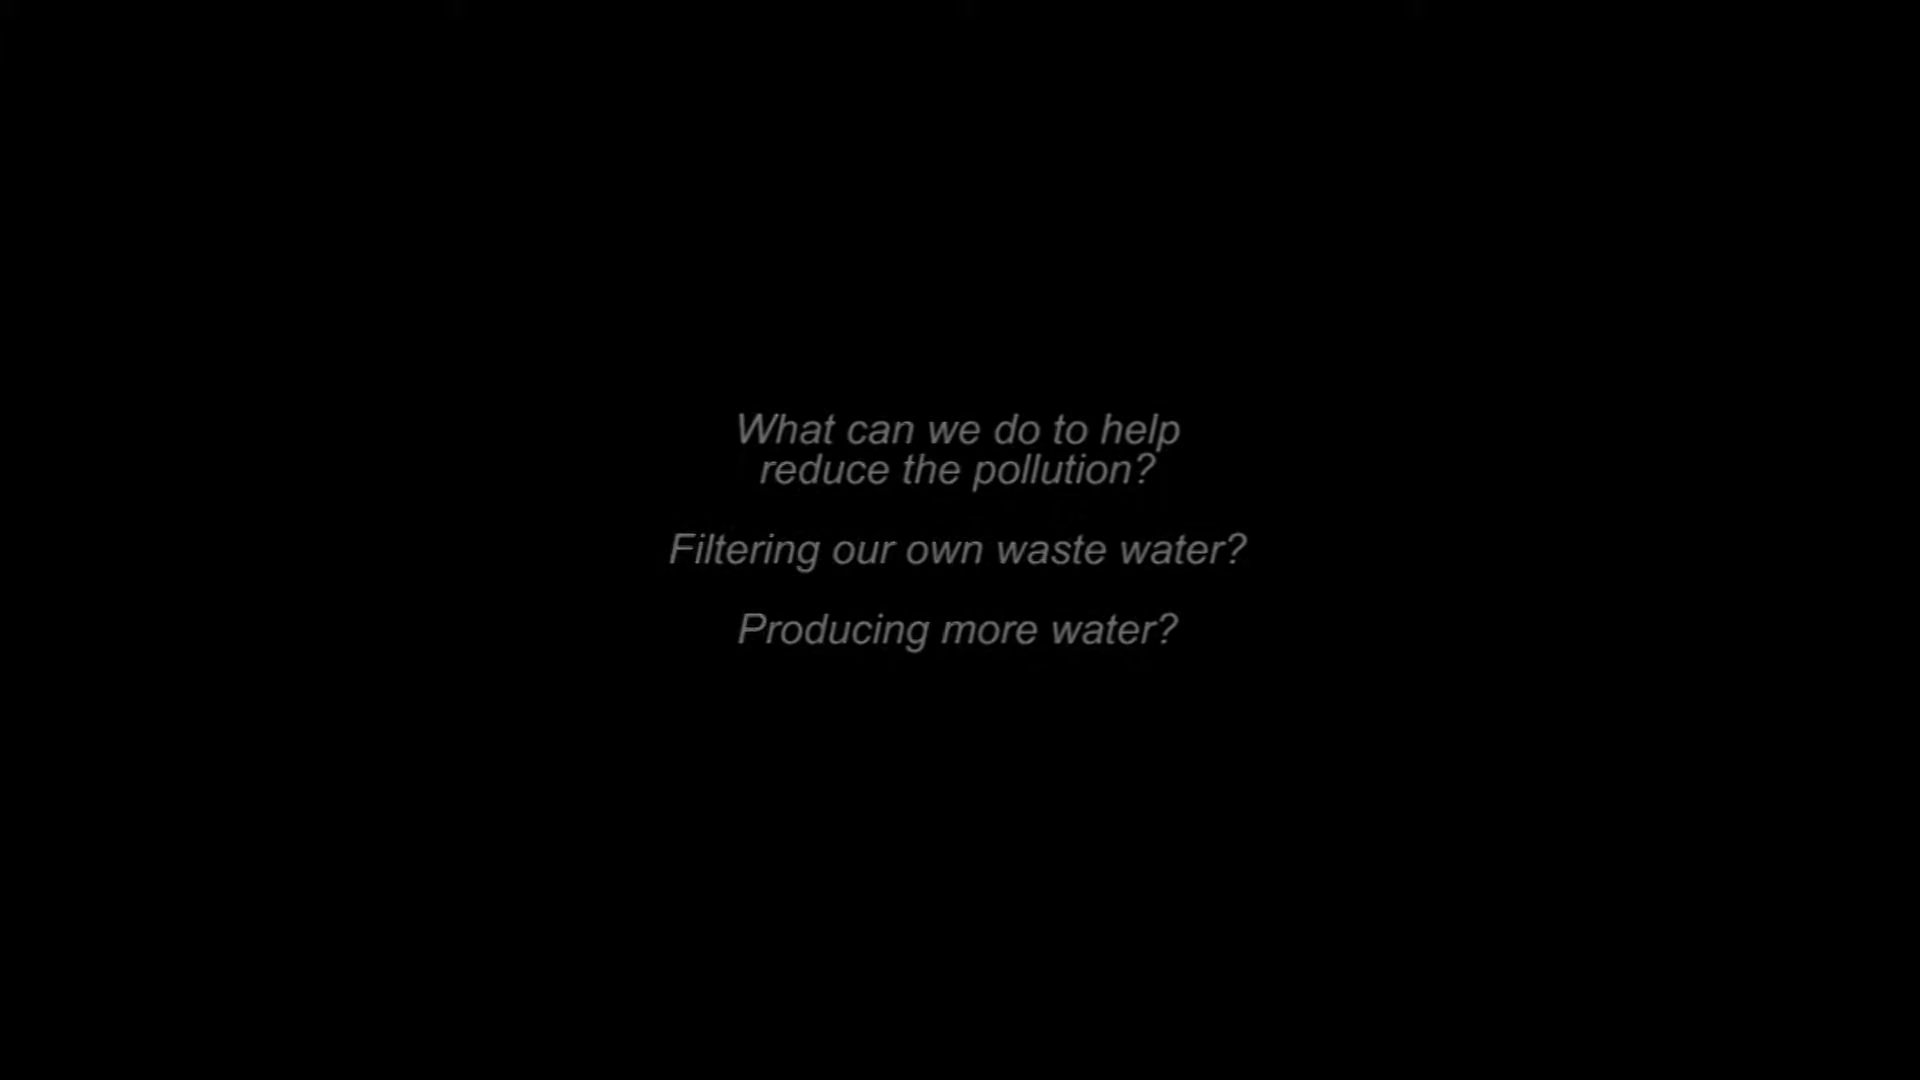 What can we do to help
reduce the pollution?
Filtering our own waste water?
Producing more water?